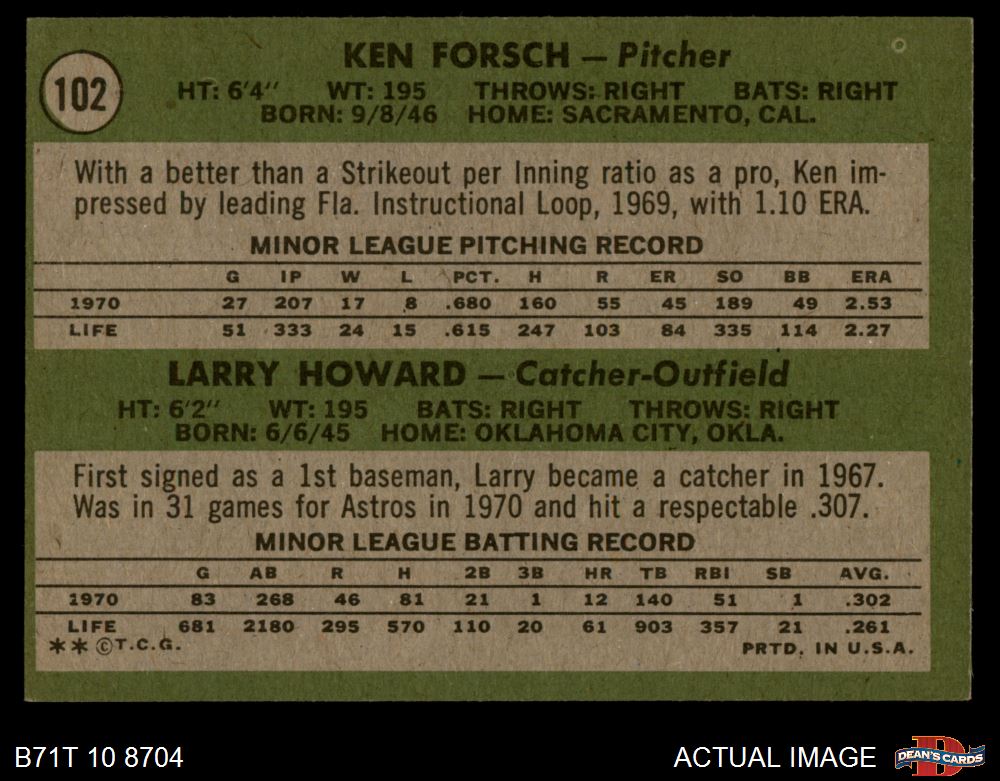 102
KEN FORSCH — Pitcher
HT: 6'4" WT: 195 THROWS: RIGHT BATS: RIGHT
BORN: 9/8/46 HOME: SACRAMENTO, CAL.
With a better than a Strikeout per Inning ratio as a pro, Ken im-
pressed by leading Fla. Instructional Loop, 1969, with 1.10 ERA.
MINOR LEAGUE PITCHING RECORD
G IP W L PCT. H R ER SO BB ERA
1970 27 207 17 8 .680 160 55 45 189 49 2.53
LIFE 51 333 24 15 .615 247 103 84 335 114 2.27
LARRY HOWARD — Catcher-Outfield
HT: 6'2" WT: 195 BATS: RIGHT THROWS: RIGHT
BORN: 6/6/45 HOME: OKLAHOMA CITY, OKLA.
First signed as a 1st baseman, Larry became a catcher in 1967.
Was in 31 games for Astros in 1970 and hit a respectable .307.
MINOR LEAGUE BATTING RECORD
G AB R H 2B 3B HR TB RBI SB AVG.
1970 83 268 46 81 21 1 12 140 51 1 .302
LIFE 681 2180 295 570 110 20 61 903 357 21 .261
** ©T.C.G. PRTD. IN U.S.A.
B71T 10 8704 ACTUAL IMAGE D DEAN'S CARDS